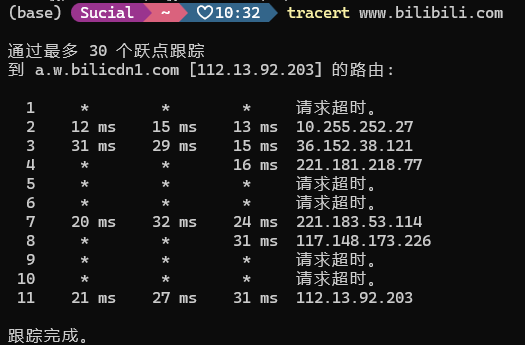 (base) Sucial ~ ♡10:32 tracert www.bilibili.com
通过最多 30 个跃点跟踪
到 a.w.bilicdn1.com [112.13.92.203] 的路由:
1 * * * 请求超时。
2 12 ms 15 ms 13 ms 10.255.252.27
3 31 ms 29 ms 15 ms 36.152.38.121
4 * * 16 ms 221.181.218.77
5 * * * 请求超时。
6 * * * 请求超时。
7 20 ms 32 ms 24 ms 221.183.53.114
8 * * 31 ms 117.148.173.226
9 * * * 请求超时。
10 * * * 请求超时。
11 21 ms 27 ms 31 ms 112.13.92.203
跟踪完成。